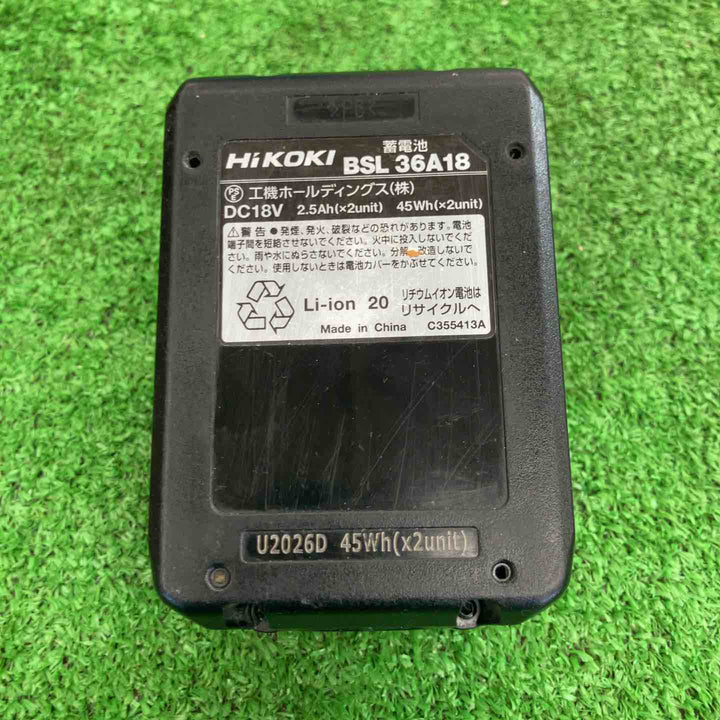 >PC<
HiKOKI
蓄電池
BSL 36A18
PS E 工機ホールディングス(株)
DC18V 2.5Ah(×2unit) 45Wh(×2unit)
⚠警告 ●発煙、発火、破裂などの恐れがあります。電池
端子間を短絡させないでください。火中に投入しないでくだ
さい。雨や水にぬらさないでください。分解、改造しないで
ください。使用しないときは電池カバーをかぶせてください。
Li-ion 20
リチウムイオン電池は
リサイクルへ
Made in China C355413A
U2026D 45Wh(x2unit)